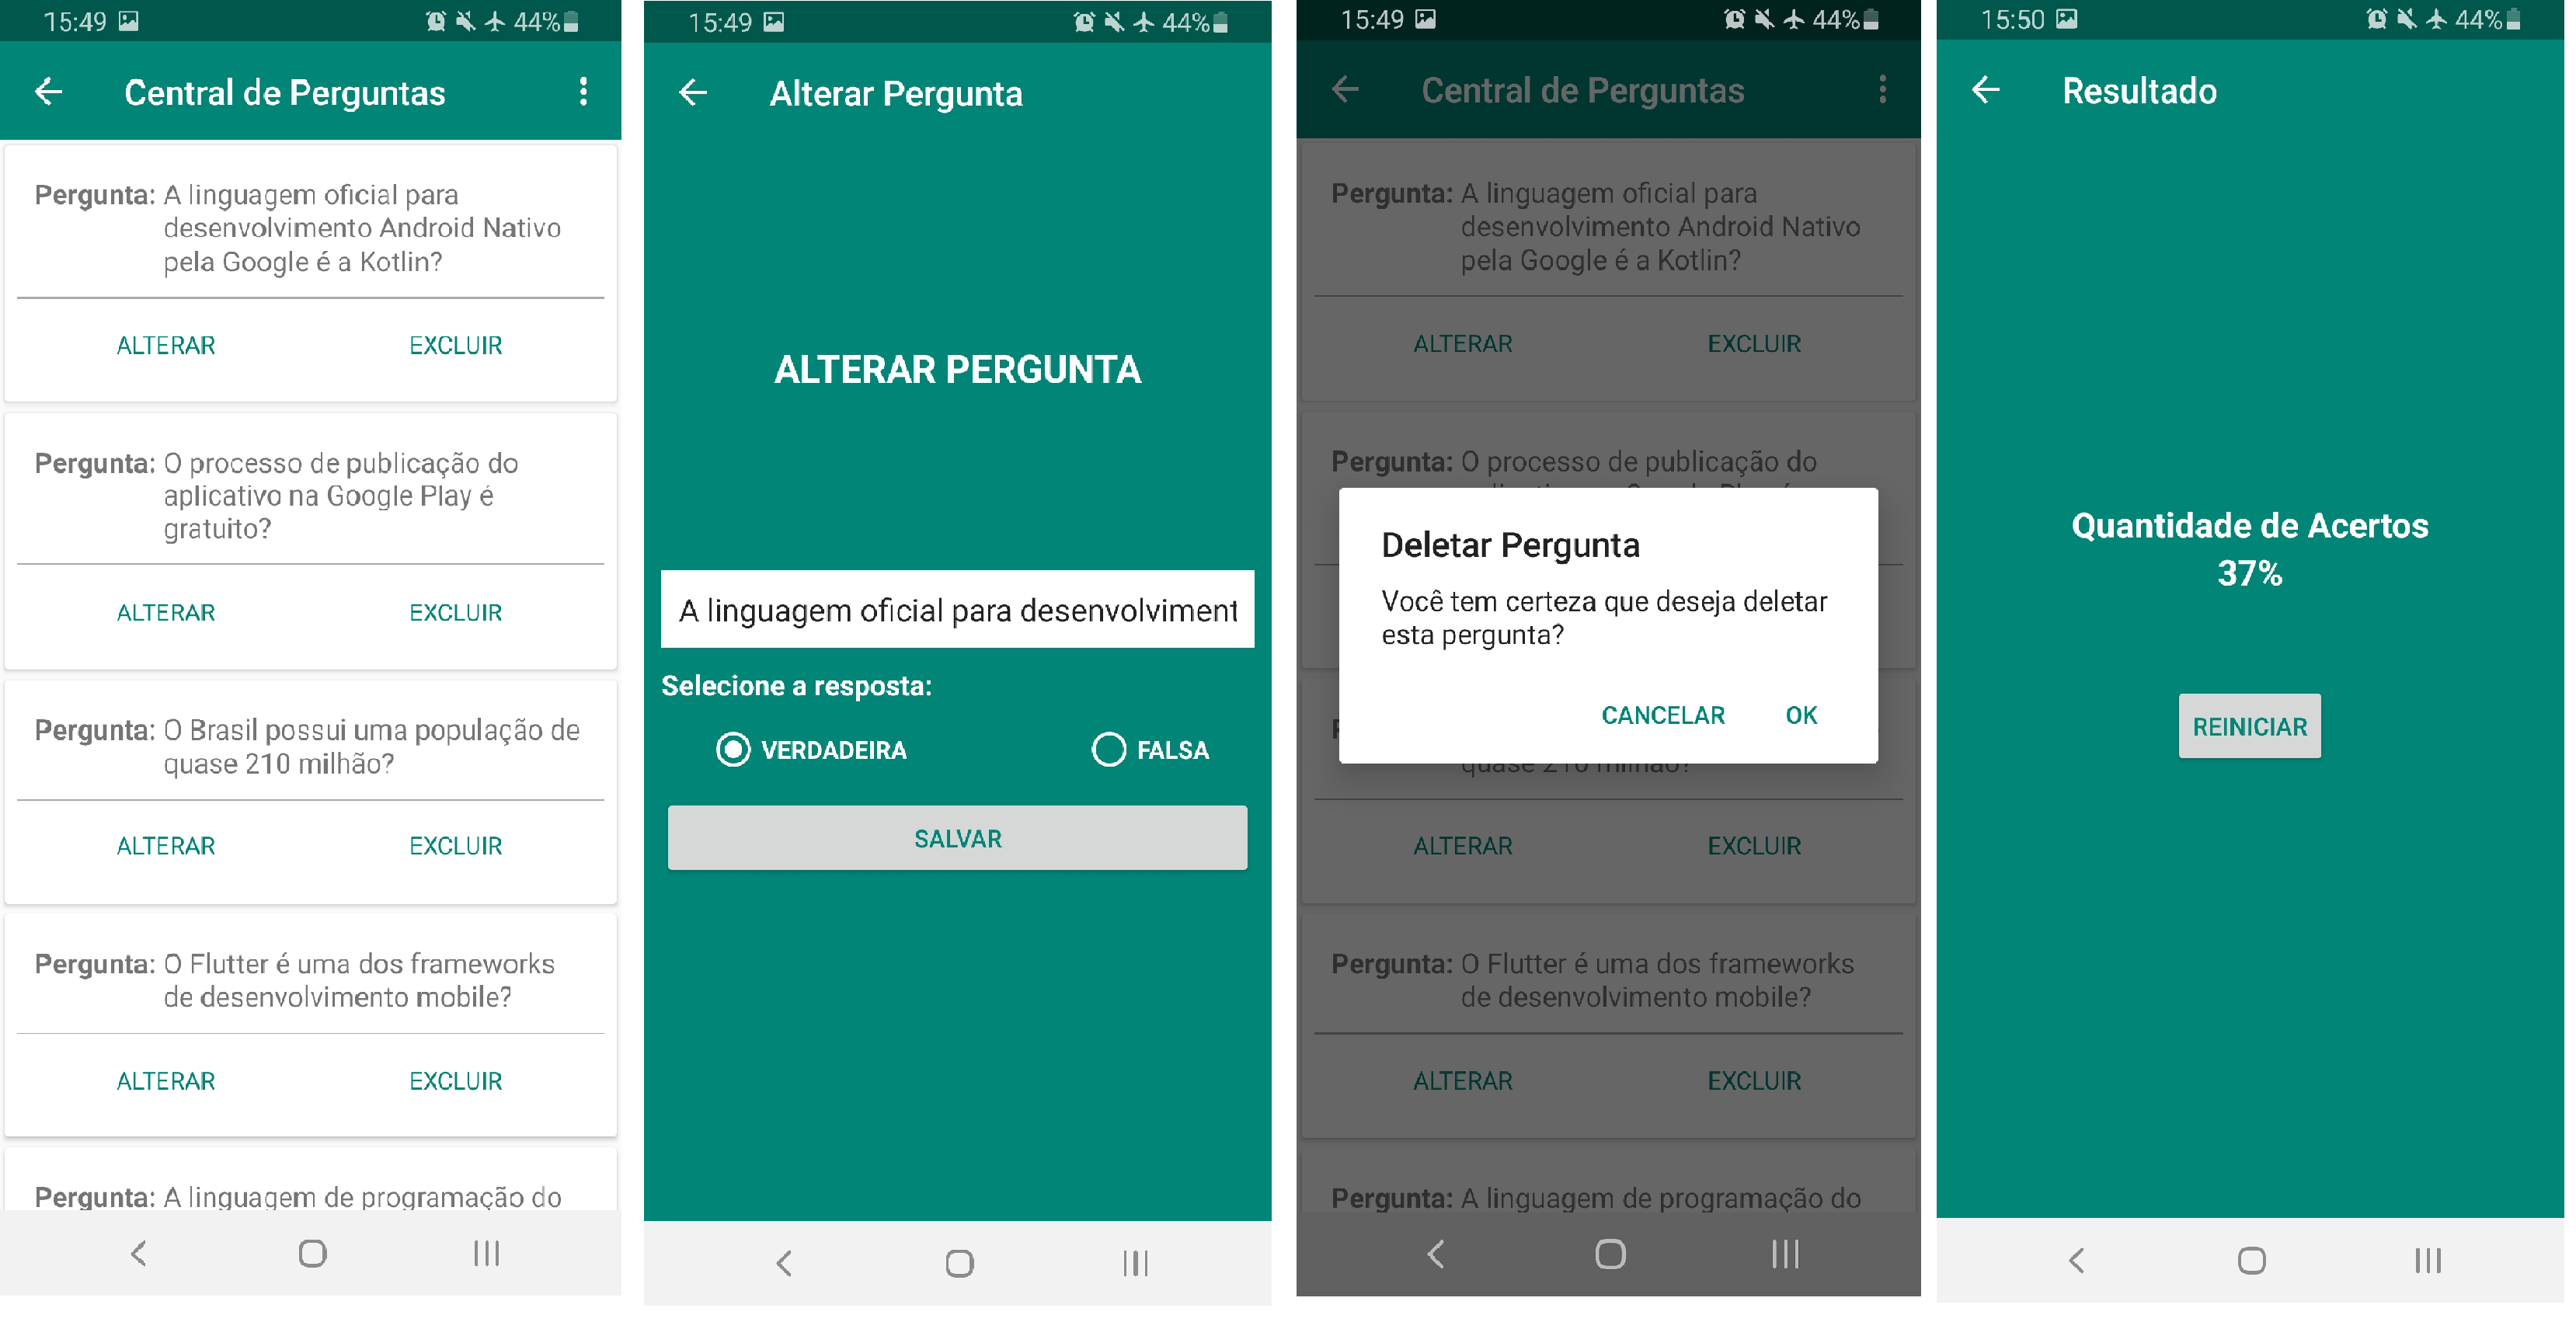 15:49
44%
Central de Perguntas
Pergunta: A linguagem oficial para
desenvolvimento Android Nativo
pela Google é a Kotlin?
ALTERAR EXCLUIR
Pergunta: O processo de publicação do
aplicativo na Google Play é
gratuito?
ALTERAR EXCLUIR
Pergunta: O Brasil possui uma população de
quase 210 milhão?
ALTERAR EXCLUIR
Pergunta: O Flutter é uma dos frameworks
de desenvolvimento mobile?
ALTERAR EXCLUIR
Pergunta: A linguagem de programação do
15:49
44%
Alterar Pergunta
ALTERAR PERGUNTA
A linguagem oficial para desenvolviment
Selecione a resposta:
VERDADEIRA FALSA
SALVAR
15:49
44%
Central de Perguntas
Pergunta: A linguagem oficial para
desenvolvimento Android Nativo
pela Google é a Kotlin?
ALTERAR EXCLUIR
Pergunta: O processo de publicação do
Deletar Pergunta
Você tem certeza que deseja deletar
esta pergunta?
CANCELAR OK
quase 210 milhão?
ALTERAR EXCLUIR
Pergunta: O Flutter é uma dos frameworks
de desenvolvimento mobile?
ALTERAR EXCLUIR
Pergunta: A linguagem de programação do
15:50
44%
Resultado
Quantidade de Acertos
37%
REINICIAR